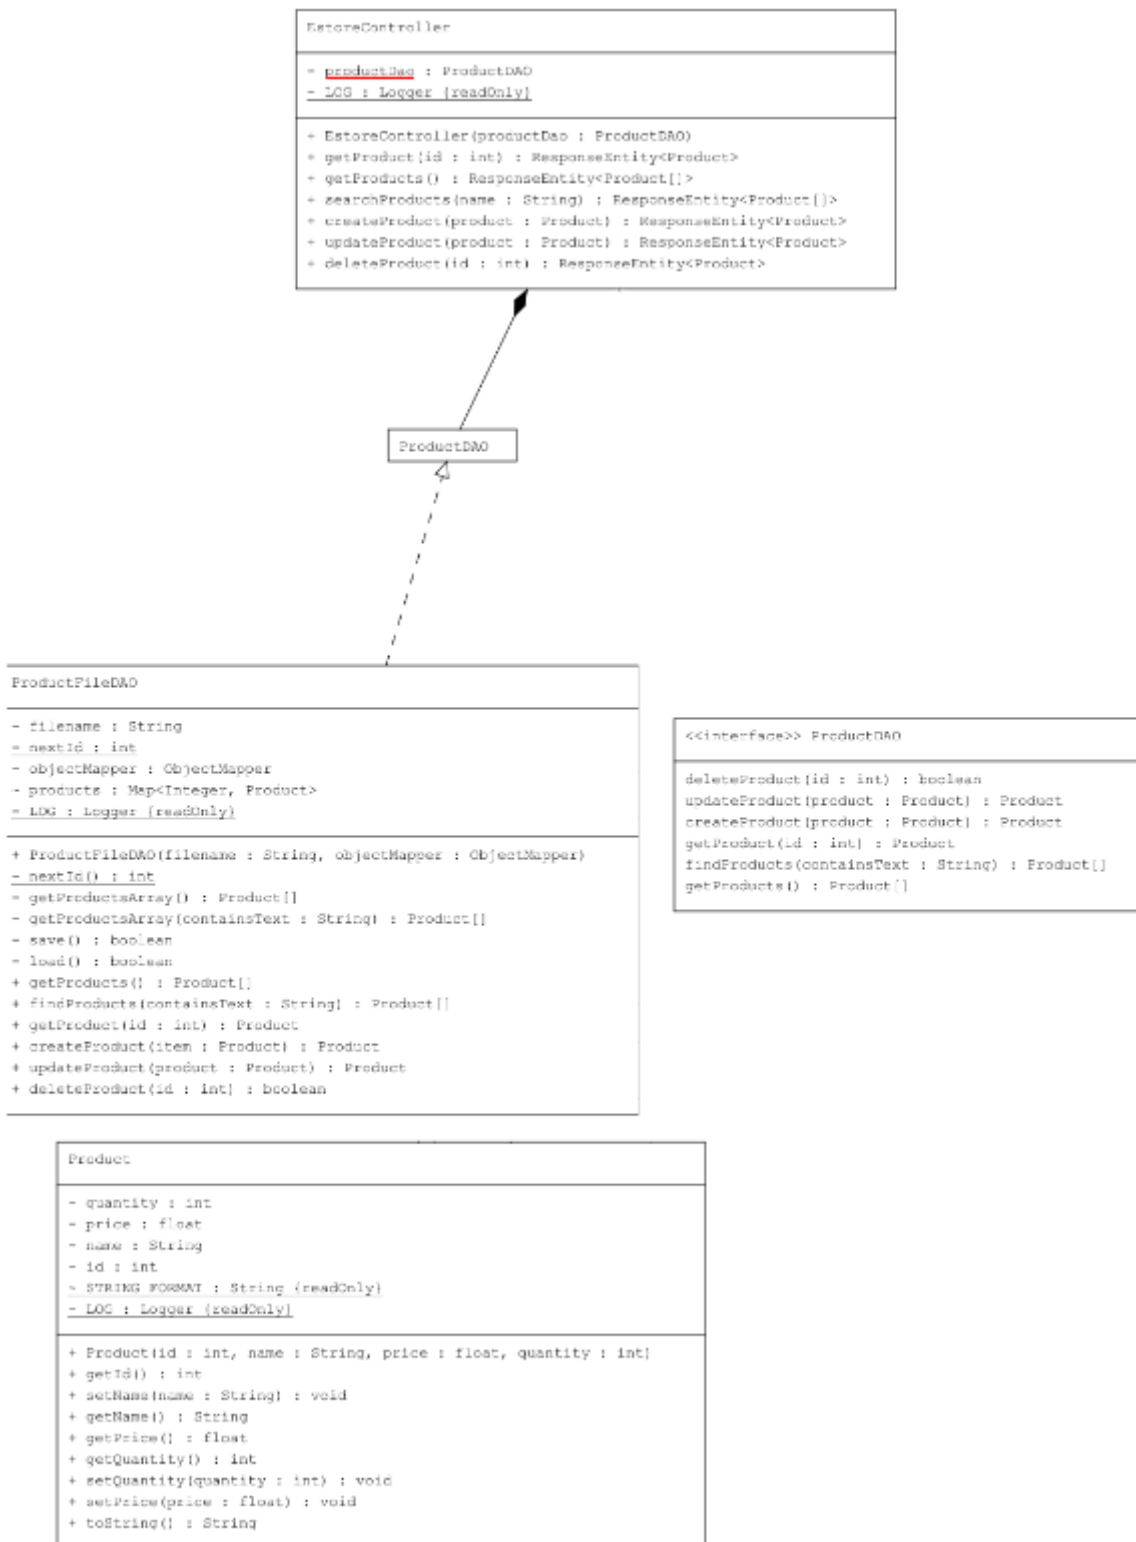 EstoreController
- productDao : ProductDAO
- LOG : Logger {readOnly}
+ EstoreController(productDao : ProductDAO)
+ getProduct(id : int) : ResponseEntity<Product>
+ getProducts() : ResponseEntity<Product[]>
+ searchProducts(name : String) : ResponseEntity<Product[]>
+ createProduct(product : Product) : ResponseEntity<Product>
+ updateProduct(product : Product) : ResponseEntity<Product>
+ deleteProduct(id : int) : ResponseEntity<Product>
ProductDAO
ProductFileDAO
- filename : String
- nextId : int
- objectMapper : ObjectMapper
~ products : Map<Integer, Product>
- LOG : Logger {readOnly}
+ ProductFileDAO(filename : String, objectMapper : ObjectMapper)
- nextId() : int
- getProductsArray() : Product[]
- getProductsArray(containsText : String) : Product[]
- save() : boolean
- load() : boolean
+ getProducts() : Product[]
+ findProducts(containsText : String) : Product[]
+ getProduct(id : int) : Product
+ createProduct(item : Product) : Product
+ updateProduct(product : Product) : Product
+ deleteProduct(id : int) : boolean
<<interface>> ProductDAO
deleteProduct(id : int) : boolean
updateProduct(product : Product) : Product
createProduct(product : Product) : Product
getProduct(id : int) : Product
findProducts(containsText : String) : Product[]
getProducts() : Product[]
Product
- quantity : int
- price : float
- name : String
- id : int
~ STRING_FORMAT : String {readOnly}
- LOG : Logger {readOnly}
+ Product(id : int, name : String, price : float, quantity : int)
+ getId() : int
+ setName(name : String) : void
+ getName() : String
+ getPrice() : float
+ getQuantity() : int
+ setQuantity(quantity : int) : void
+ setPrice(price : float) : void
+ toString() : String